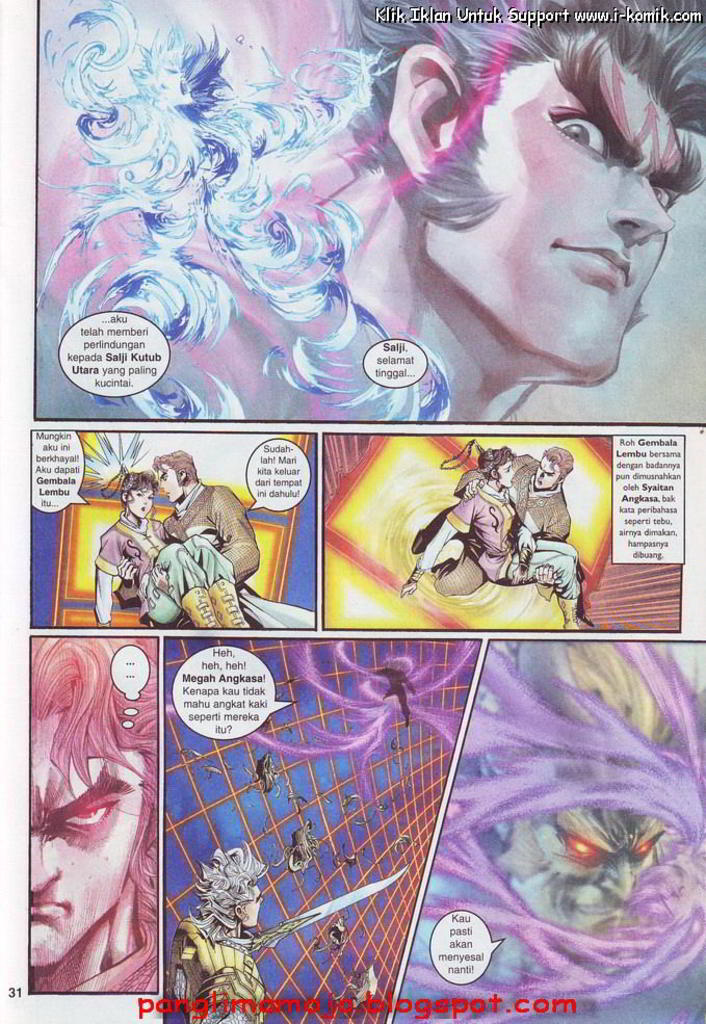 Klik Iklan Untuk Support www.i-komik.com
...aku
telah memberi
perlindungan
kepada Salji Kutub
Utara yang paling
kucintai.
Salji,
selamat
tinggal...
Mungkin
aku ini
berkhayal!
Aku dapati
Gembala
Lembu
itu...
Sudah-
lah! Mari
kita keluar
dari tempat
ini dahulu!
Roh Gembala
Lembu bersama
dengan badannya
pun dimusnahkan
oleh Syaitan
Angkasa, bak
kata peribahasa
seperti tebu,
airnya dimakan,
hampasnya
dibuang.
...
...
Heh,
heh, heh!
Megah Angkasa!
Kenapa kau tidak
mahu angkat kaki
seperti mereka
itu?
Kau
pasti
akan
menyesal
nanti!
31
panglimamaja.blogspot.com